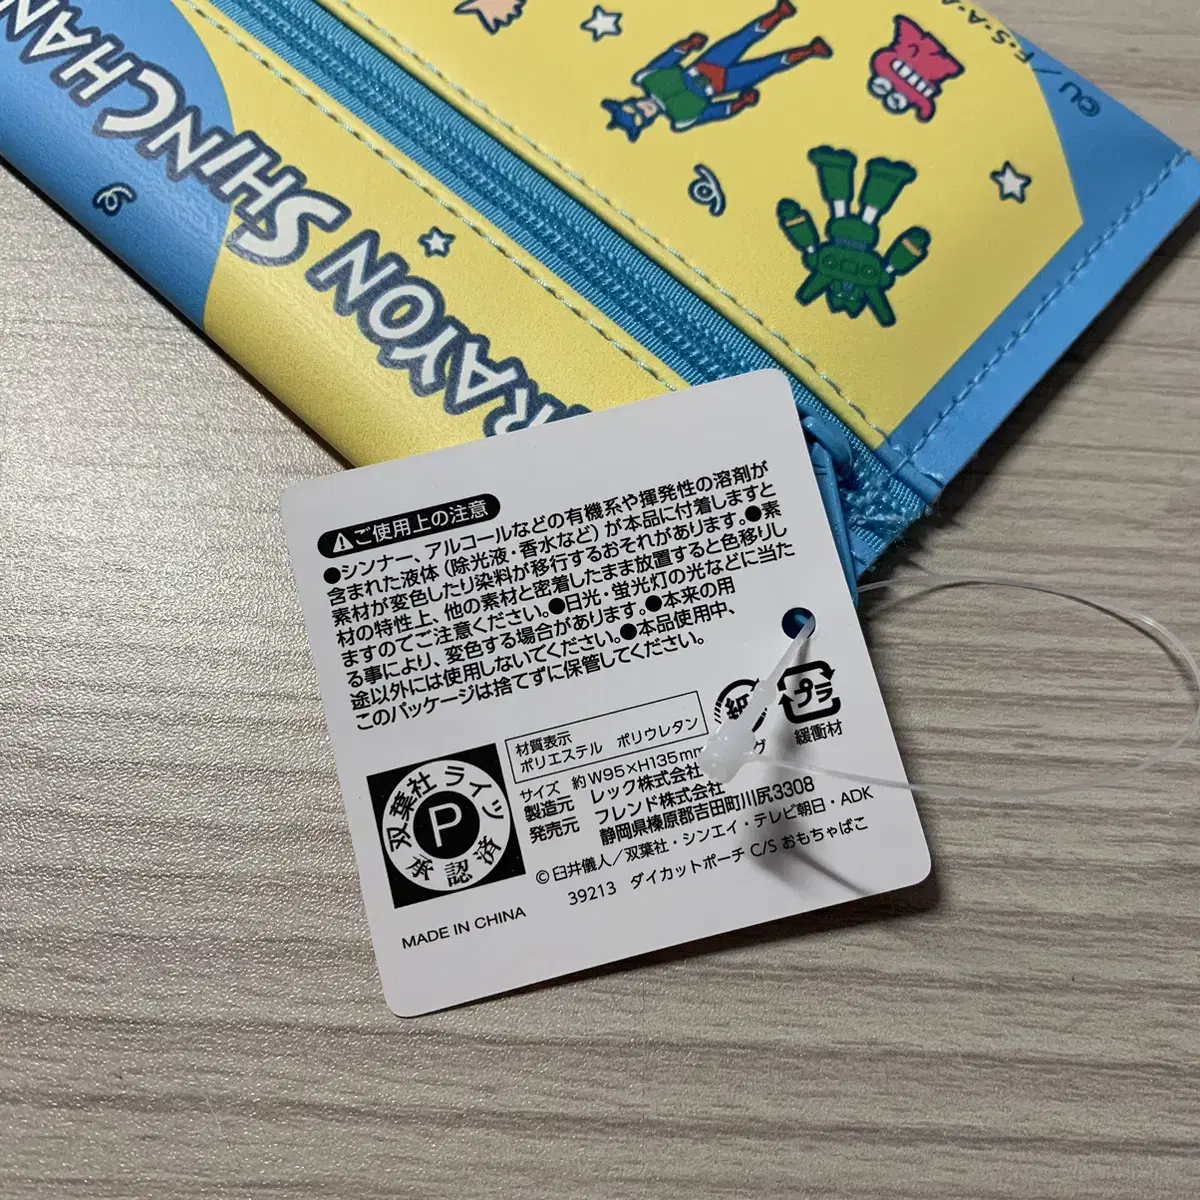 CRAYON SHINCHAN
©U/F・S・A・A
ご使用上の注意
●シンナー、アルコールなどの有機系や揮発性の溶剤が
含まれた液体(除光液・香水など)が本品に付着しますと
素材が変色したり染料が移行するおそれがあります。●素
材の特性上、他の素材と密着したまま放置すると色移りし
ますのでご注意ください。●日光・蛍光灯の光などに当た
る事により、変色する場合があります。●本来の用
途以外には使用しないでください。●本品使用中、
このパッケージは捨てずに保管してください。
紙
プラ
グ 緩衝材
材質表示
ポリエステル ポリウレタン
サイズ 約W95×H135mm
製造元 レック株式会社
発売元 フレンド株式会社
静岡県榛原郡吉田町川尻3308
双葉社ライツ
P
承認済
©臼井儀人/双葉社・シンエイ・テレビ朝日・ADK
39213 ダイカットポーチ C/S おもちゃばこ
MADE IN CHINA